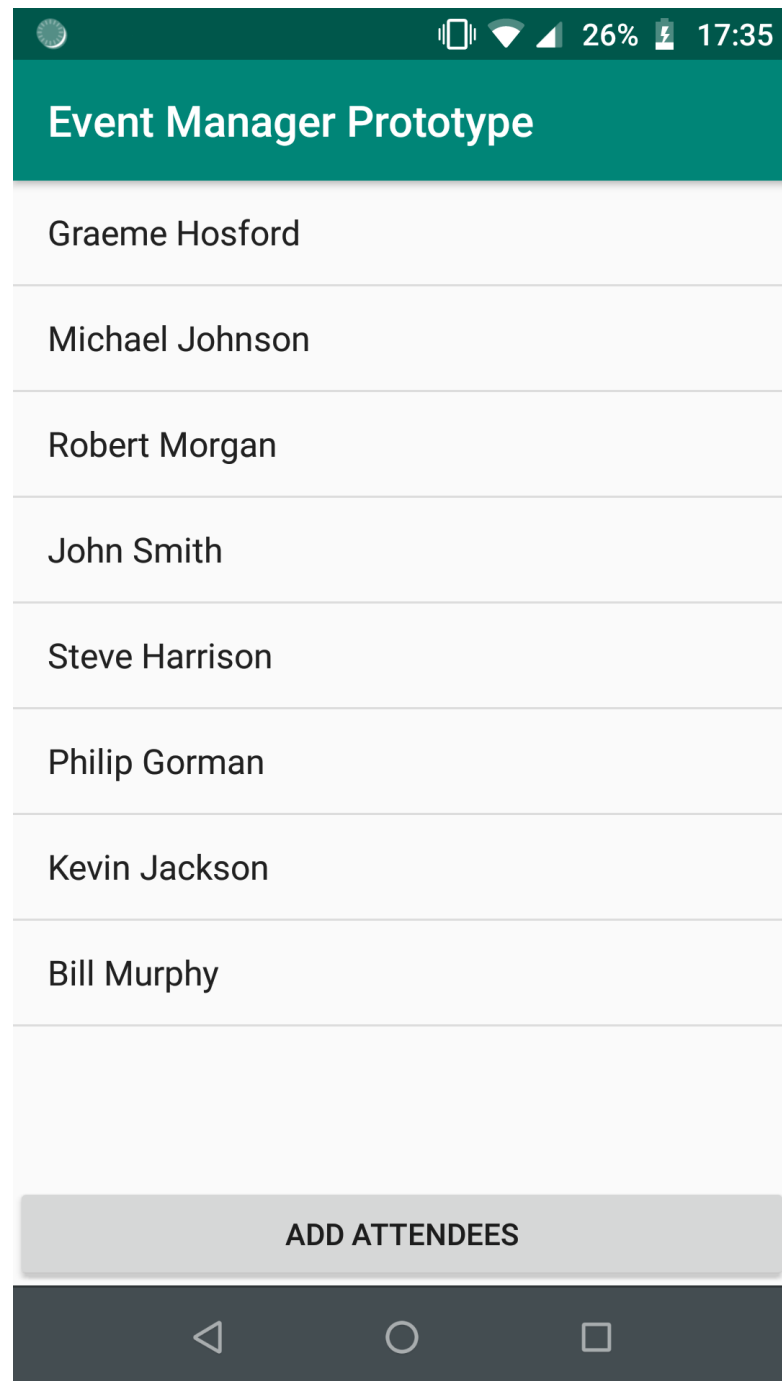 26% 17:35
Event Manager Prototype
Graeme Hosford
Michael Johnson
Robert Morgan
John Smith
Steve Harrison
Philip Gorman
Kevin Jackson
Bill Murphy
ADD ATTENDEES